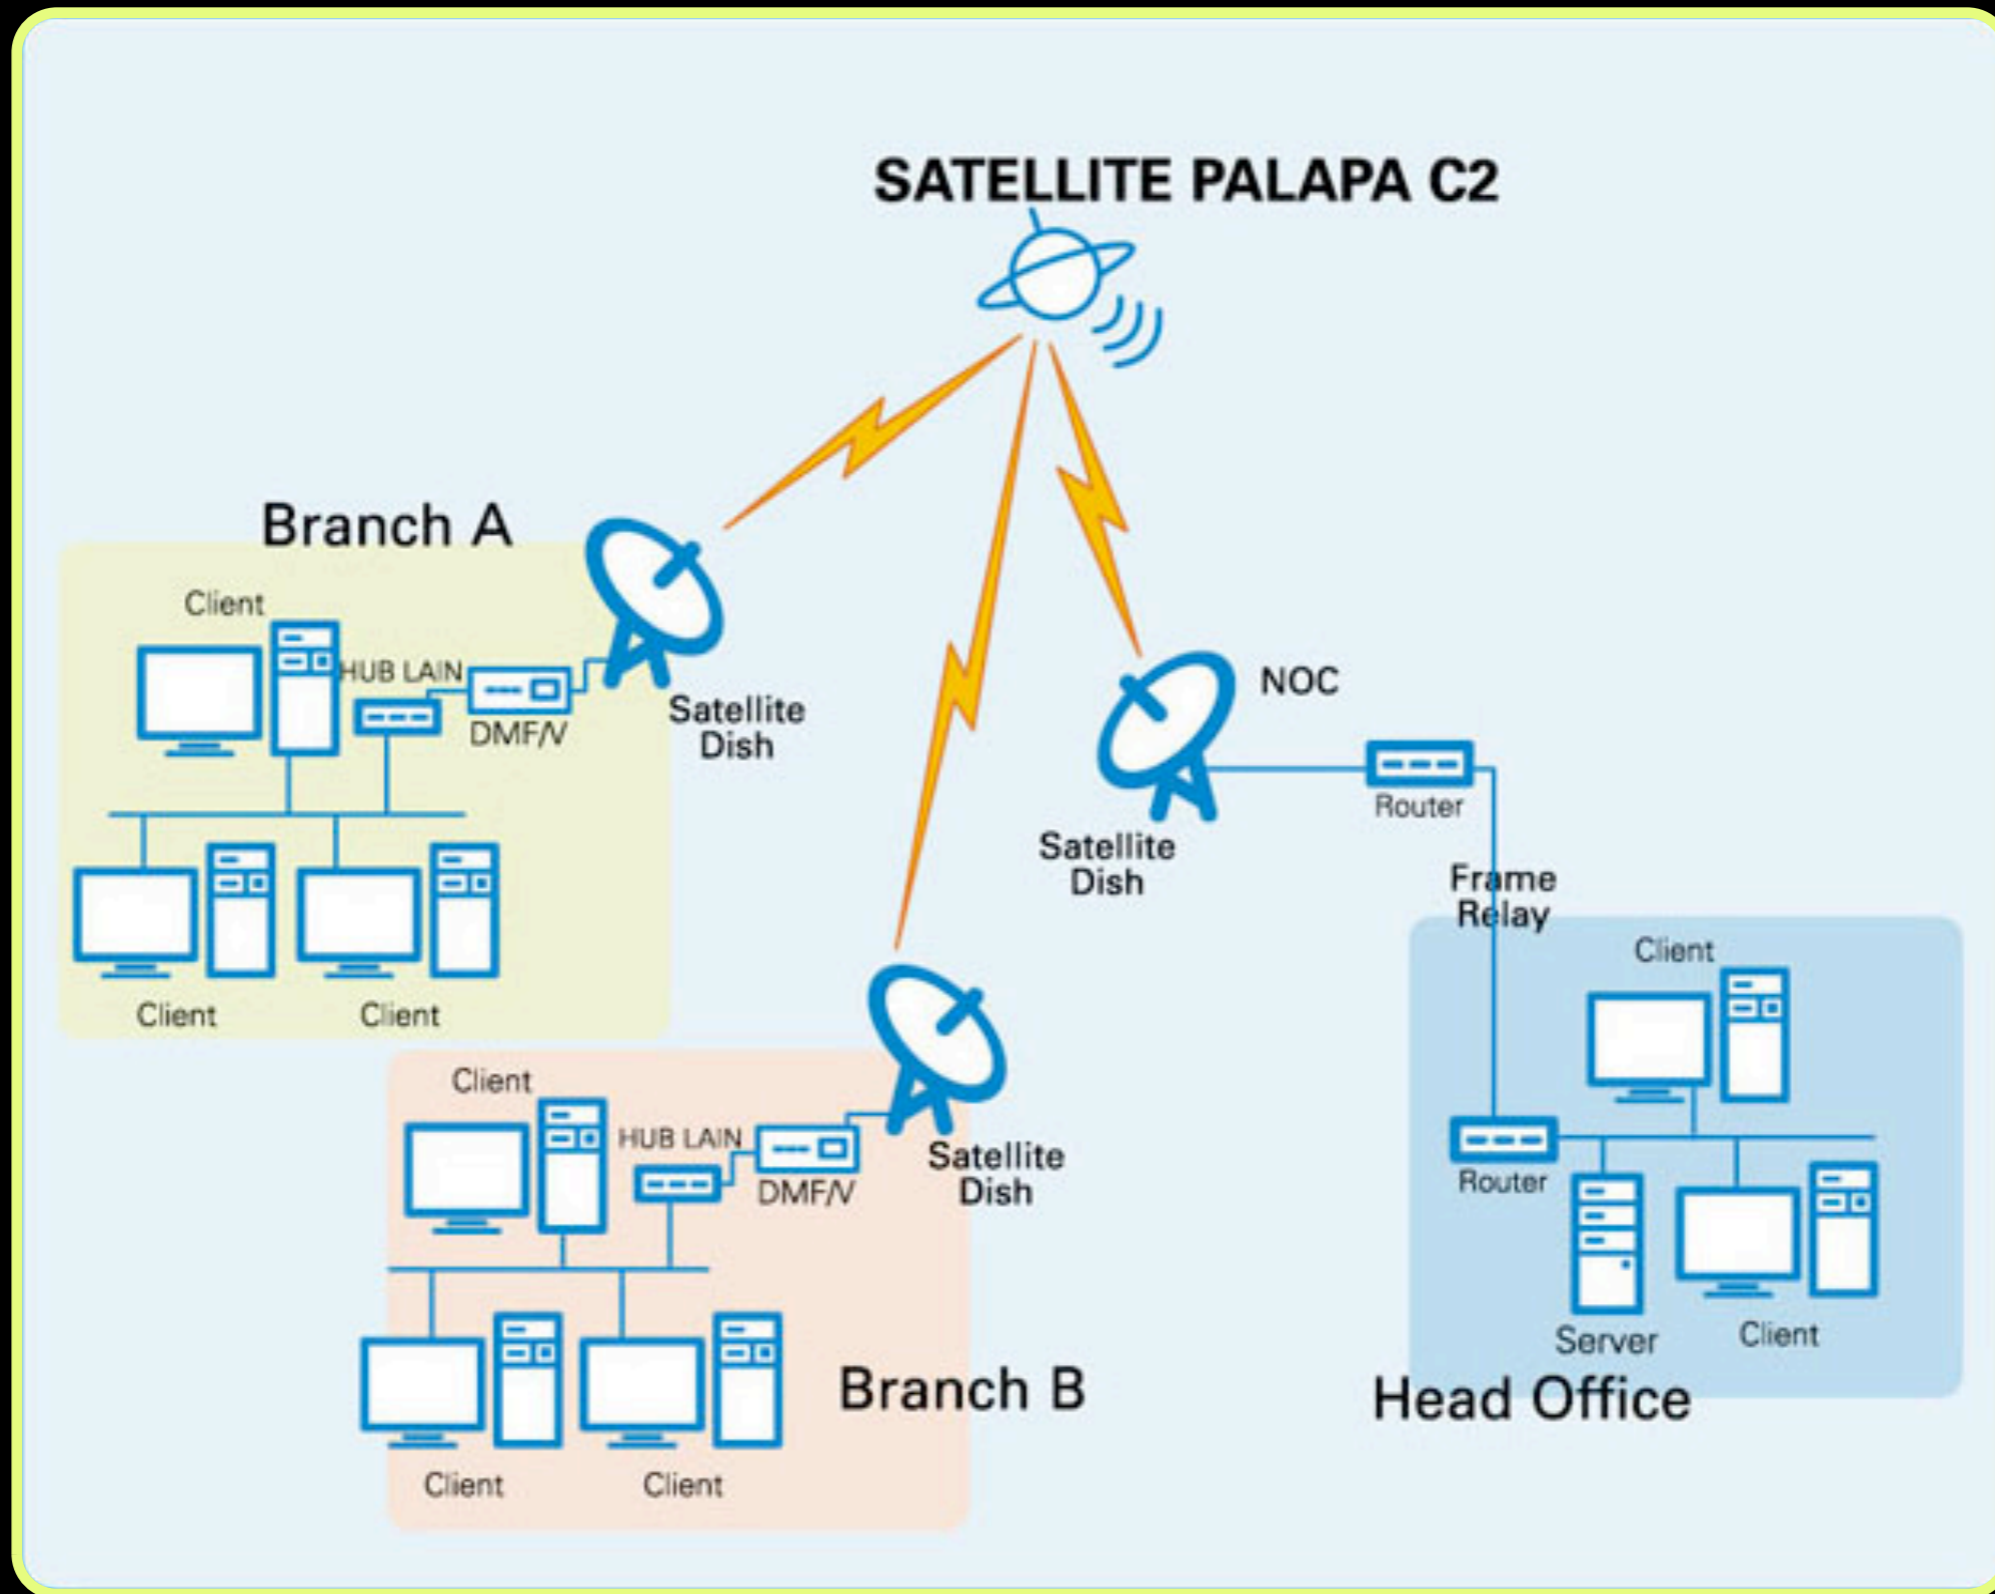 SATELLITE PALAPA C2
Branch A
Client
HUB LAIN
DMF/V
Satellite
Dish
Client
Client
NOC
Router
Satellite
Dish
Frame
Relay
Client
HUB LAIN
DMF/V
Satellite
Dish
Client
Client
Branch B
Client
Router
Server
Client
Head Office